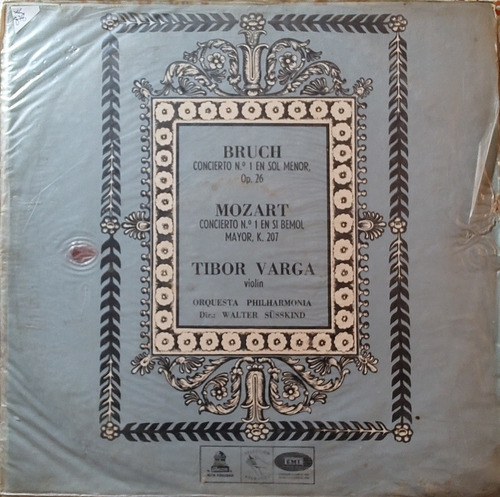 BRUCH
CONCIERTO N.º 1 EN SOL MENOR,
Op. 26
MOZART
CONCIERTO N.º 1 EN SI BEMOL
MAYOR, K. 207
TIBOR VARGA
violín
ORQUESTA PHILHARMONIA
Dir.: WALTER SÜSSKIND
EMI